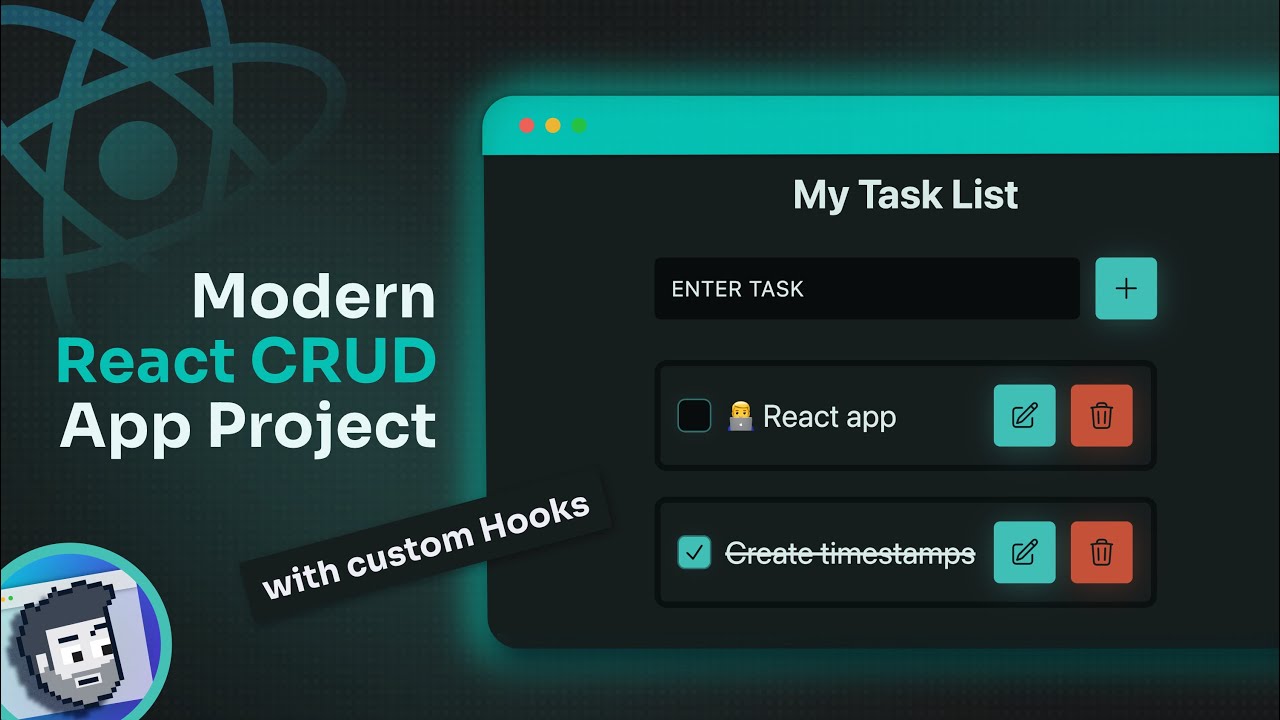 Modern
React CRUD
App Project
with custom Hooks
My Task List
ENTER TASK
+
👨‍💻 React app
Create timestamps